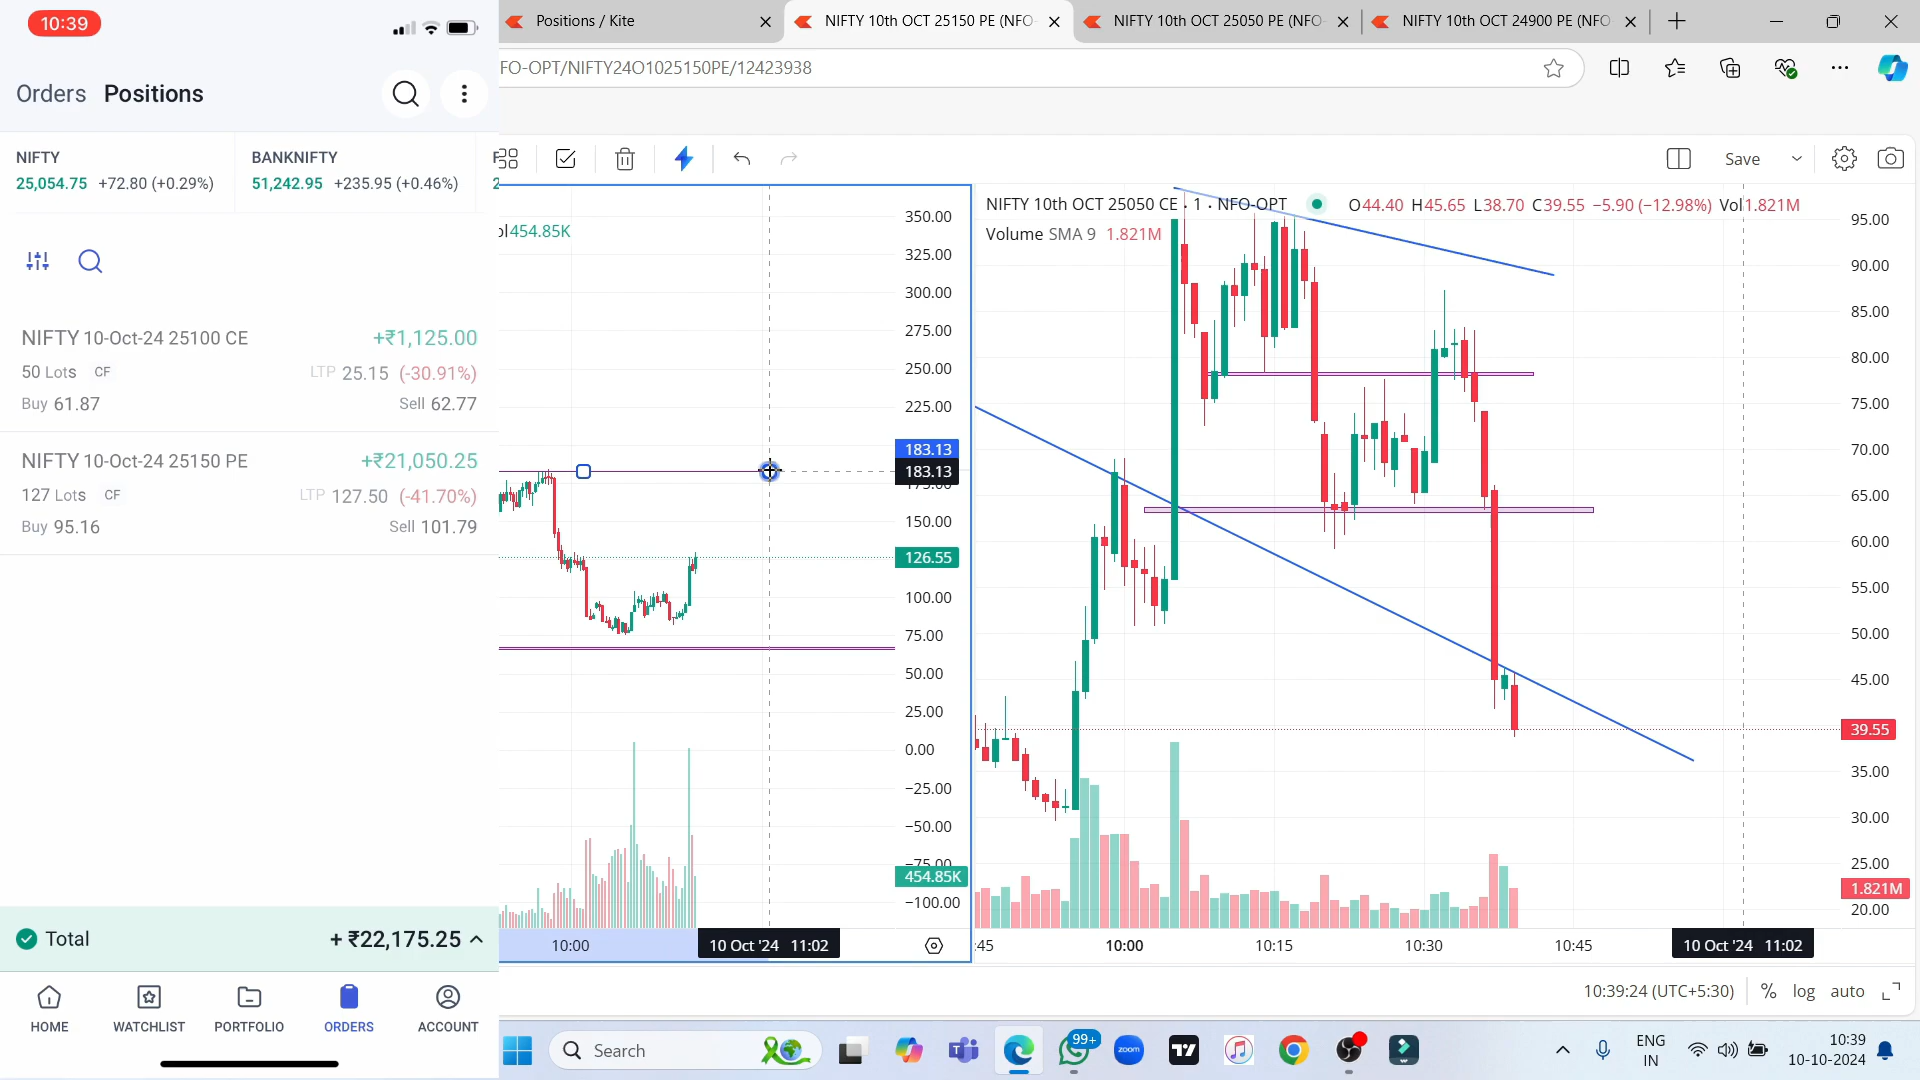 10:39
Orders Positions
NIFTY
25,054.75 +72.80 (+0.29%)
BANKNIFTY
51,242.95 +235.95 (+0.46%)
NIFTY 10-Oct-24 25100 CE +₹1,125.00
50 Lots CF LTP 25.15 (-30.91%)
Buy 61.87 Sell 62.77
NIFTY 10-Oct-24 25150 PE +₹21,050.25
127 Lots CF LTP 127.50 (-41.70%)
Buy 95.16 Sell 101.79
Total + ₹22,175.25
HOME WATCHLIST PORTFOLIO ORDERS ACCOUNT
Positions / Kite
NIFTY 10th OCT 25150 PE (NFO-
NIFTY 10th OCT 25050 PE (NFO-
NIFTY 10th OCT 24900 PE (NFO
FO-OPT/NIFTY24O1025150PE/12423938
Save
454.85K
350.00
325.00
300.00
275.00
250.00
225.00
183.13
183.13
150.00
126.55
100.00
75.00
50.00
25.00
0.00
−25.00
−50.00
−75.00
454.85K
−100.00
10:00
10 Oct '24 11:02
NIFTY 10th OCT 25050 CE · 1 · NFO-OPT O44.40 H45.65 L38.70 C39.55 −5.90 (−12.98%) Vol1.821M
Volume SMA 9 1.821M
95.00
90.00
85.00
80.00
75.00
70.00
65.00
60.00
55.00
50.00
45.00
39.55
35.00
30.00
25.00
1.821M
20.00
:45 10:00 10:15 10:30 10:45 10 Oct '24 11:02
10:39:24 (UTC+5:30) % log auto
Search
99+
zoom
ENG
IN
10:39
10-10-2024